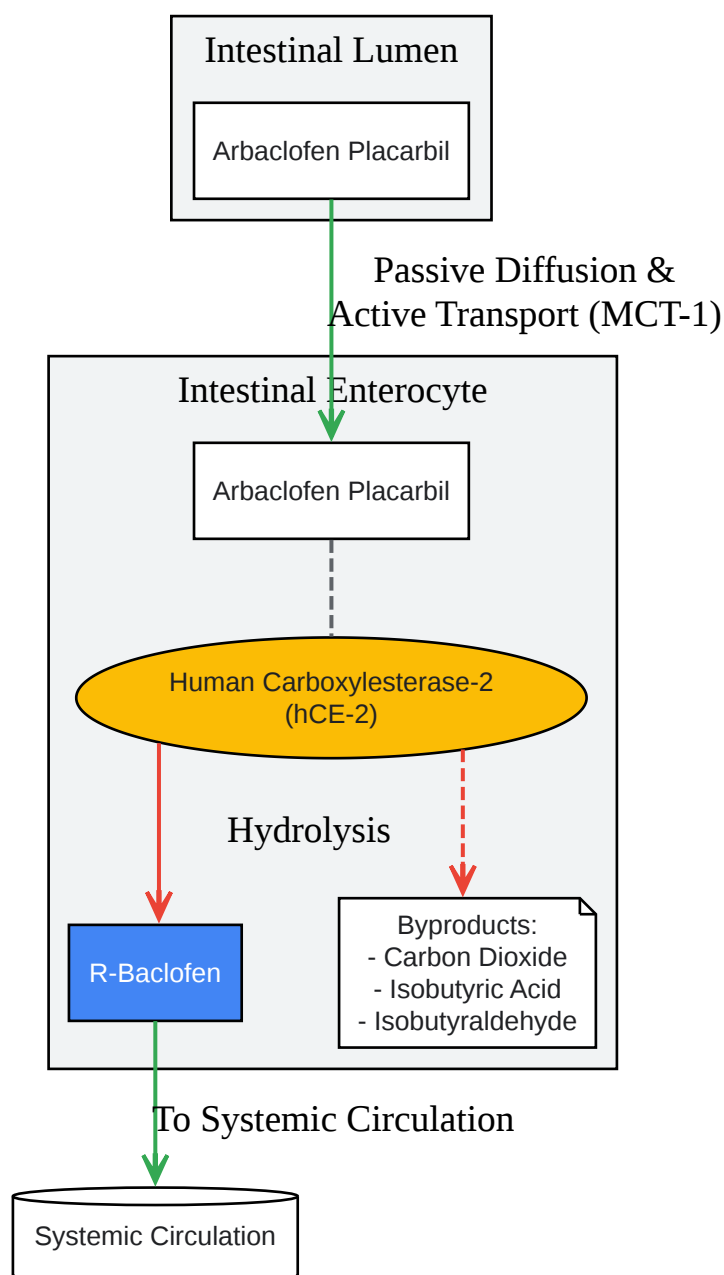 Intestinal Lumen
Arbaclofen Placarbil
Passive Diffusion &
Active Transport (MCT-1)
Intestinal Enterocyte
Arbaclofen Placarbil
Human Carboxylesterase-2
(hCE-2)
Hydrolysis
R-Baclofen
Byproducts:
- Carbon Dioxide
- Isobutyric Acid
- Isobutyraldehyde
To Systemic Circulation
Systemic Circulation